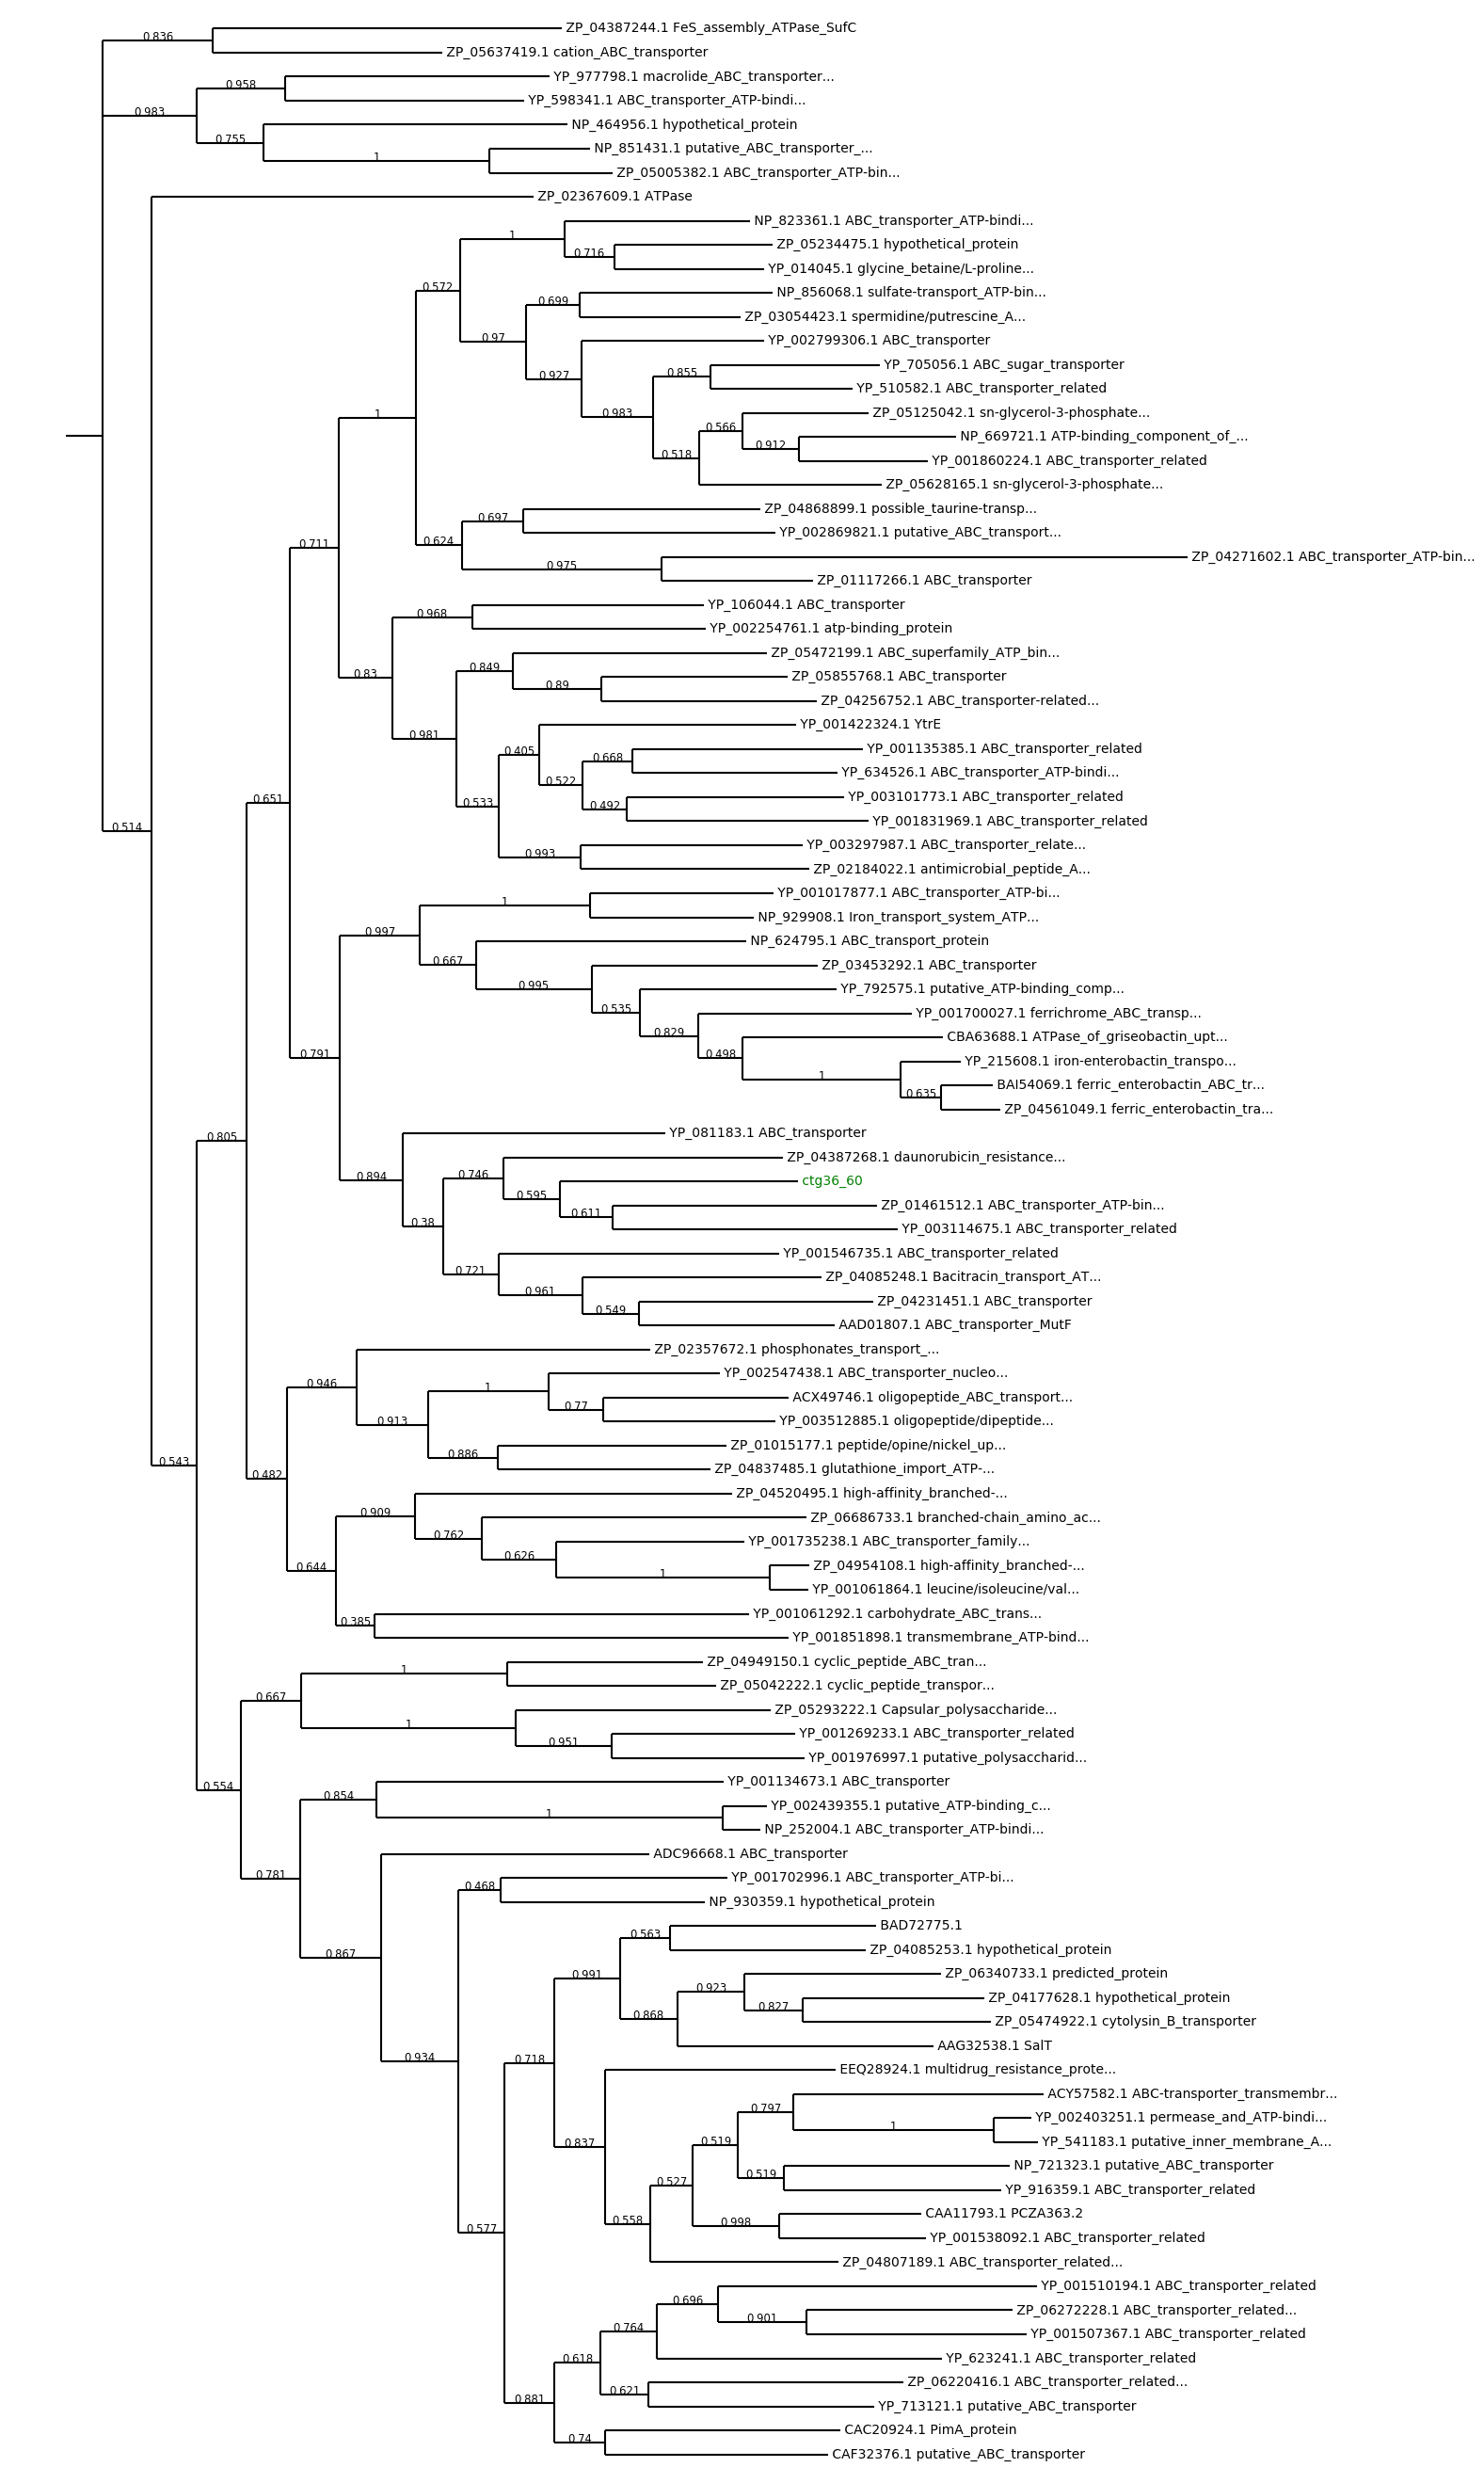 ZP_04387244.1 FeS_assembly_ATPase_SufC
0.836
ZP_05637419.1 cation_ABC_transporter
YP_977798.1 macrolide_ABC_transporter...
0.958
YP_598341.1 ABC_transporter_ATP-bindi...
0.983
NP_464956.1 hypothetical_protein
0.755
NP_851431.1 putative_ABC_transporter_...
1
ZP_05005382.1 ABC_transporter_ATP-bin...
ZP_02367609.1 ATPase
NP_823361.1 ABC_transporter_ATP-bindi...
1
ZP_05234475.1 hypothetical_protein
0.716
YP_014045.1 glycine_betaine/L-proline...
0.572
NP_856068.1 sulfate-transport_ATP-bin...
0.699
ZP_03054423.1 spermidine/putrescine_A...
0.97
YP_002799306.1 ABC_transporter
0.927
YP_705056.1 ABC_sugar_transporter
0.855
YP_510582.1 ABC_transporter_related
0.983
1
ZP_05125042.1 sn-glycerol-3-phosphate...
0.566
NP_669721.1 ATP-binding_component_of_...
0.912
0.518
YP_001860224.1 ABC_transporter_related
ZP_05628165.1 sn-glycerol-3-phosphate...
ZP_04868899.1 possible_taurine-transp...
0.697
YP_002869821.1 putative_ABC_transport...
0.624
0.711
ZP_04271602.1 ABC_transporter_ATP-bin...
0.975
ZP_01117266.1 ABC_transporter
YP_106044.1 ABC_transporter
0.968
YP_002254761.1 atp-binding_protein
ZP_05472199.1 ABC_superfamily_ATP_bin...
0.849
0.83
ZP_05855768.1 ABC_transporter
0.89
ZP_04256752.1 ABC_transporter-related...
YP_001422324.1 YtrE
0.981
YP_001135385.1 ABC_transporter_related
0.405
0.668
YP_634526.1 ABC_transporter_ATP-bindi...
0.522
YP_003101773.1 ABC_transporter_related
0.651
0.533
0.492
YP_001831969.1 ABC_transporter_related
0.514
YP_003297987.1 ABC_transporter_relate...
0.993
ZP_02184022.1 antimicrobial_peptide_A...
YP_001017877.1 ABC_transporter_ATP-bi...
1
NP_929908.1 Iron_transport_system_ATP...
0.997
NP_624795.1 ABC_transport_protein
0.667
ZP_03453292.1 ABC_transporter
0.995
YP_792575.1 putative_ATP-binding_comp...
0.535
YP_001700027.1 ferrichrome_ABC_transp...
0.829
CBA63688.1 ATPase_of_griseobactin_upt...
0.791
0.498
YP_215608.1 iron-enterobactin_transpo...
1
BAI54069.1 ferric_enterobactin_ABC_tr...
0.635
ZP_04561049.1 ferric_enterobactin_tra...
YP_081183.1 ABC_transporter
0.805
ZP_04387268.1 daunorubicin_resistance...
0.894
0.746
ctg36_60
0.595
ZP_01461512.1 ABC_transporter_ATP-bin...
0.611
0.38
YP_003114675.1 ABC_transporter_related
YP_001546735.1 ABC_transporter_related
0.721
ZP_04085248.1 Bacitracin_transport_AT...
0.961
ZP_04231451.1 ABC_transporter
0.549
AAD01807.1 ABC_transporter_MutF
ZP_02357672.1 phosphonates_transport_...
YP_002547438.1 ABC_transporter_nucleo...
0.946
1
ACX49746.1 oligopeptide_ABC_transport...
0.77
0.913
YP_003512885.1 oligopeptide/dipeptide...
ZP_01015177.1 peptide/opine/nickel_up...
0.886
0.543
ZP_04837485.1 glutathione_import_ATP-...
0.482
ZP_04520495.1 high-affinity_branched-...
0.909
ZP_06686733.1 branched-chain_amino_ac...
0.762
YP_001735238.1 ABC_transporter_family...
0.626
0.644
ZP_04954108.1 high-affinity_branched-...
1
YP_001061864.1 leucine/isoleucine/val...
YP_001061292.1 carbohydrate_ABC_trans...
0.385
YP_001851898.1 transmembrane_ATP-bind...
ZP_04949150.1 cyclic_peptide_ABC_tran...
1
ZP_05042222.1 cyclic_peptide_transpor...
0.667
ZP_05293222.1 Capsular_polysaccharide...
1
YP_001269233.1 ABC_transporter_related
0.951
YP_001976997.1 putative_polysaccharid...
0.554
YP_001134673.1 ABC_transporter
0.854
YP_002439355.1 putative_ATP-binding_c...
1
NP_252004.1 ABC_transporter_ATP-bindi...
ADC96668.1 ABC_transporter
0.781
YP_001702996.1 ABC_transporter_ATP-bi...
0.468
NP_930359.1 hypothetical_protein
BAD72775.1
0.563
0.867
ZP_04085253.1 hypothetical_protein
0.991
ZP_06340733.1 predicted_protein
0.923
ZP_04177628.1 hypothetical_protein
0.827
0.868
ZP_05474922.1 cytolysin_B_transporter
AAG32538.1 SalT
0.934
0.718
EEQ28924.1 multidrug_resistance_prote...
ACY57582.1 ABC-transporter_transmembr...
0.797
YP_002403251.1 permease_and_ATP-bindi...
1
0.837
0.519
YP_541183.1 putative_inner_membrane_A...
NP_721323.1 putative_ABC_transporter
0.519
0.527
YP_916359.1 ABC_transporter_related
CAA11793.1 PCZA363.2
0.577
0.558
0.998
YP_001538092.1 ABC_transporter_related
ZP_04807189.1 ABC_transporter_related...
YP_001510194.1 ABC_transporter_related
0.696
ZP_06272228.1 ABC_transporter_related...
0.901
0.764
YP_001507367.1 ABC_transporter_related
0.618
YP_623241.1 ABC_transporter_related
ZP_06220416.1 ABC_transporter_related...
0.621
0.881
YP_713121.1 putative_ABC_transporter
CAC20924.1 PimA_protein
0.74
CAF32376.1 putative_ABC_transporter